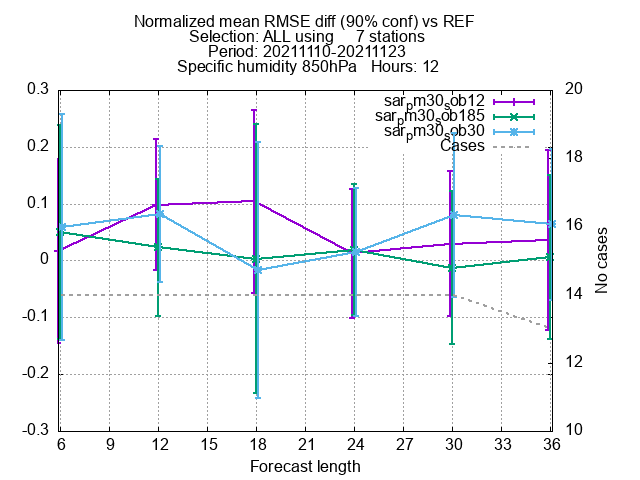 Normalized mean RMSE diff (90% conf) vs REF
Selection: ALL using 7 stations
Period: 20211110-20211123
Specific humidity 850hPa Hours: 12
0.3
0.2
0.1
0
-0.1
-0.2
-0.3
20
18
16
14
12
10
No cases
sar_pm30_sob12
sar_pm30_sob185
sar_pm30_sob30
Cases
6 9 12 15 18 21 24 27 30 33 36
Forecast length